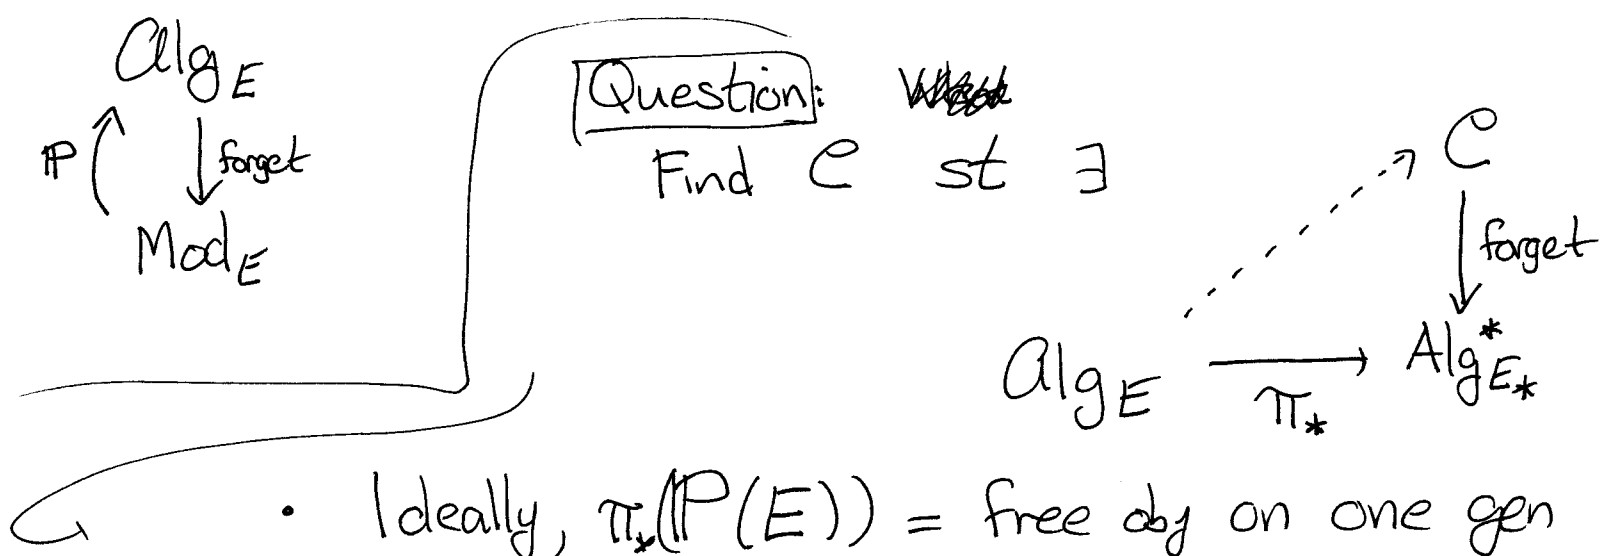 Alg_E
ℙ forget
Mod_E
Question:
Find C st ∃
C
forget
Alg_E π_* Alg^*_{E_*}
• Ideally, π_*(ℙ(E)) = free obj on one gen